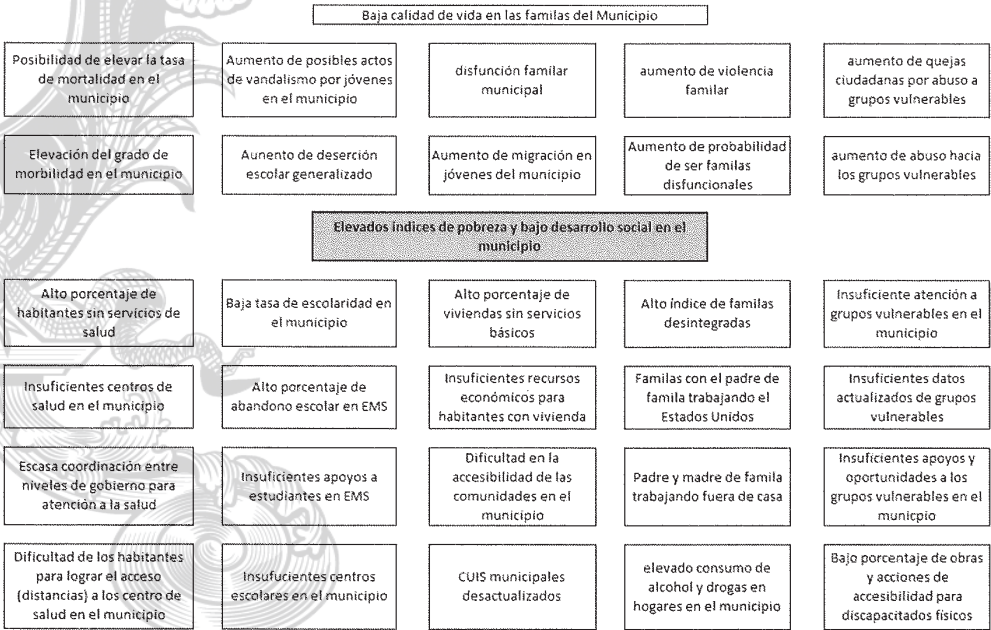 Baja calidad de vida en las familas del Municipio
Posibilidad de elevar la tasa
de mortalidad en el
municipio
Aumento de posibles actos
de vandalismo por jóvenes
en el municipio
disfunción familar
municipal
aumento de violencia
familar
aumento de quejas
ciudadanas por abuso a
grupos vulnerables
Elevación del grado de
morbilidad en el municipio
Aunento de deserción
escolar generalizado
Aumento de migración en
jóvenes del municipio
Aumento de probabilidad
de ser familas
disfuncionales
aumento de abuso hacia
los grupos vulnerables
Elevados índices de pobreza y bajo desarrollo social en el
municipio
Alto porcentaje de
habitantes sin servicios de
salud
Baja tasa de escolaridad en
el municipio
Alto porcentaje de
viviendas sin servicios
básicos
Alto índice de familas
desintegradas
Insuficiente atención a
grupos vulnerables en el
municipio
Insuficientes centros de
salud en el municipio
Alto porcentaje de
abandono escolar en EMS
Insuficientes recursos
económicos para
habitantes con vivienda
Familas con el padre de
famila trabajando el
Estados Unidos
Insuficientes datos
actualizados de grupos
vulnerables
Escasa coordinación entre
niveles de gobierno para
atención a la salud
Insuficientes apoyos a
estudiantes en EMS
Dificultad en la
accesibilidad de las
comunidades en el
municipio
Padre y madre de famila
trabajando fuera de casa
Insuficientes apoyos y
oportunidades a los
grupos vulnerables en el
municpio
Dificultad de los habitantes
para lograr el acceso
(distancias) a los centro de
salud en el municipio
Insufucientes centros
escolares en el municipio
CUIS municipales
desactualizados
elevado consumo de
alcohol y drogas en
hogares en el municipio
Bajo porcentaje de obras
y acciones de
accesibilidad para
discapacitados físicos